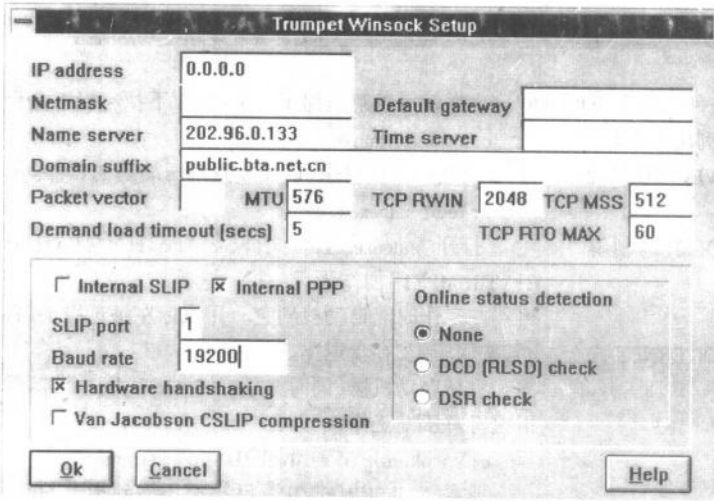 Trumpet Winsock Setup
IP address 0.0.0.0
Netmask Default gateway
Name server 202.96.0.133 Time server
Domain suffix public.bta.net.cn
Packet vector MTU 576 TCP RWIN 2048 TCP MSS 512
Demand load timeout (secs) 5 TCP RTO MAX 60
Internal SLIP Internal PPP Online status detection
SLIP port 1 None
Baud rate 19200 DCD (RLSD) check
Hardware handshaking DSR check
Van Jacobson CSLIP compression
Ok Cancel Help